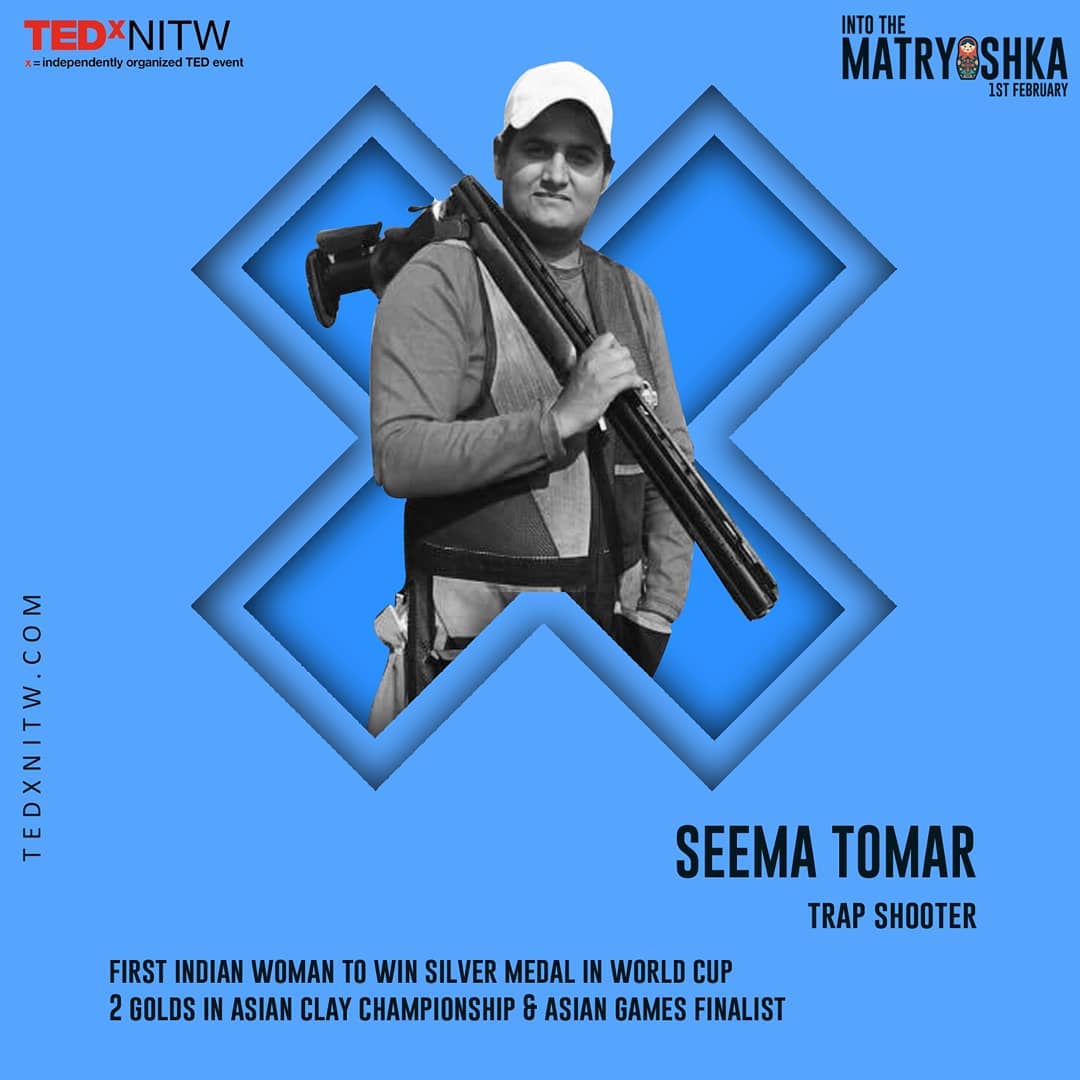 TEDxNITW
x = independently organized TED event
INTO THE
MATRYOSHKA
1ST FEBRUARY
TEDXNITW.COM
SEEMA TOMAR
TRAP SHOOTER
FIRST INDIAN WOMAN TO WIN SILVER MEDAL IN WORLD CUP
2 GOLDS IN ASIAN CLAY CHAMPIONSHIP & ASIAN GAMES FINALIST